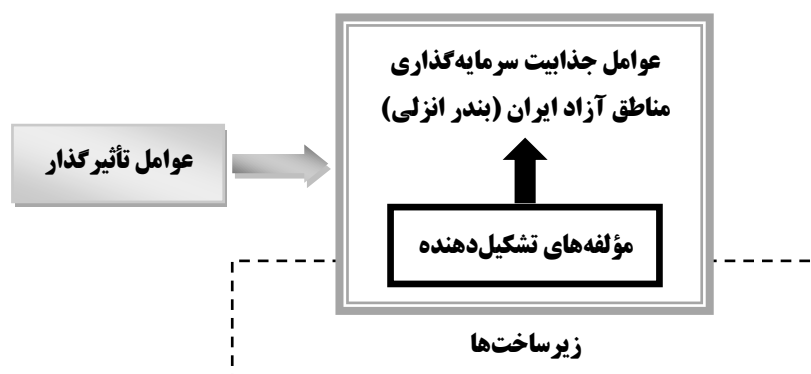 عوامل جذابیت سرمایه‌گذاری
مناطق آزاد ایران (بندر انزلی)
عوامل تأثیرگذار
مؤلفه‌های تشکیل‌دهنده
زیرساخت‌ها